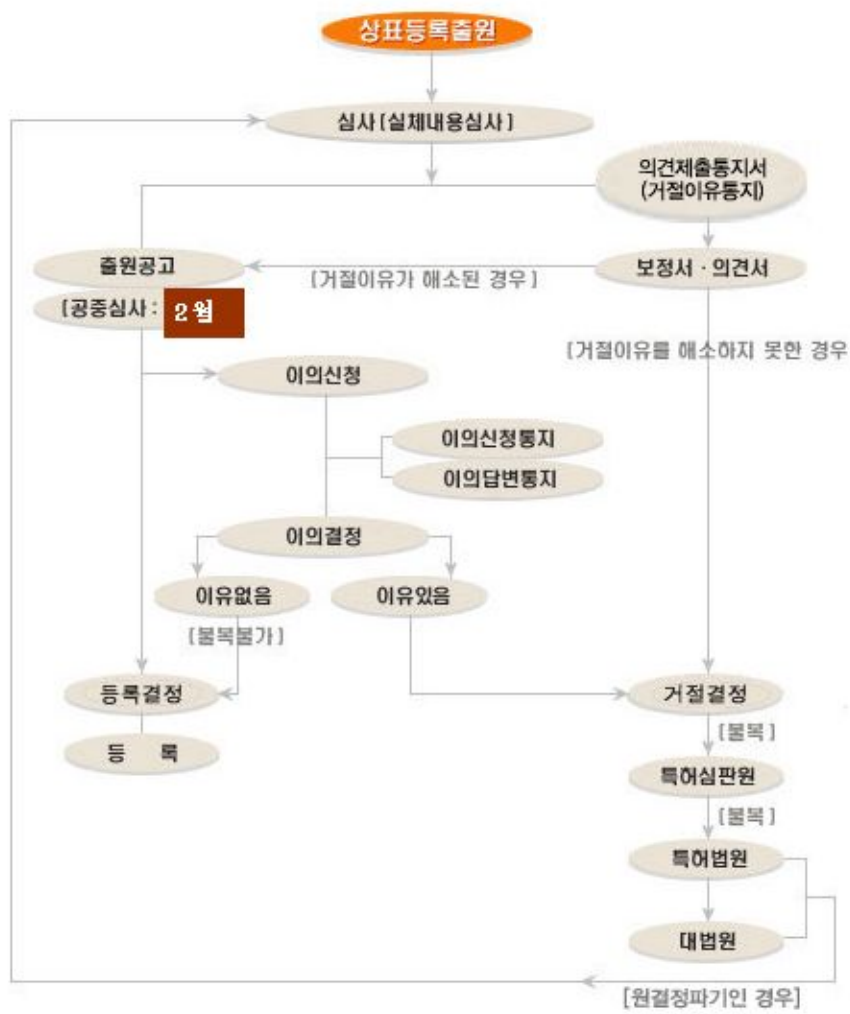 상표등록출원
심사[실체내용심사]
의견제출통지서
(거절이유통지)
출원공고
[거절이유가 해소된 경우]
보정서 · 의견서
[공중심사 : 2월
[거절이유를 해소하지 못한 경우
이의신청
이의신청통지
이의답변통지
이의결정
이유없음
이유있음
[불복불가]
등록결정
거절결정
[불복]
등 록
특허심판원
[불복]
특허법원
대법원
[원결정파기인 경우]